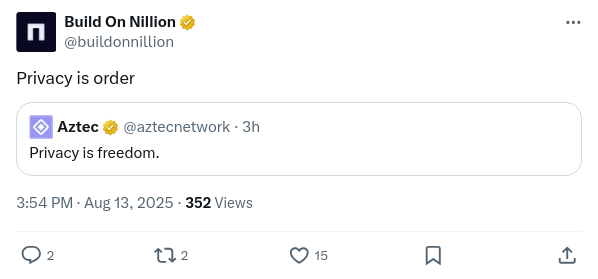 Build On Nillion
@buildonnillion
Privacy is order
Aztec @aztecnetwork · 3h
Privacy is freedom.
3:54 PM · Aug 13, 2025 · 352 Views
2 2 15